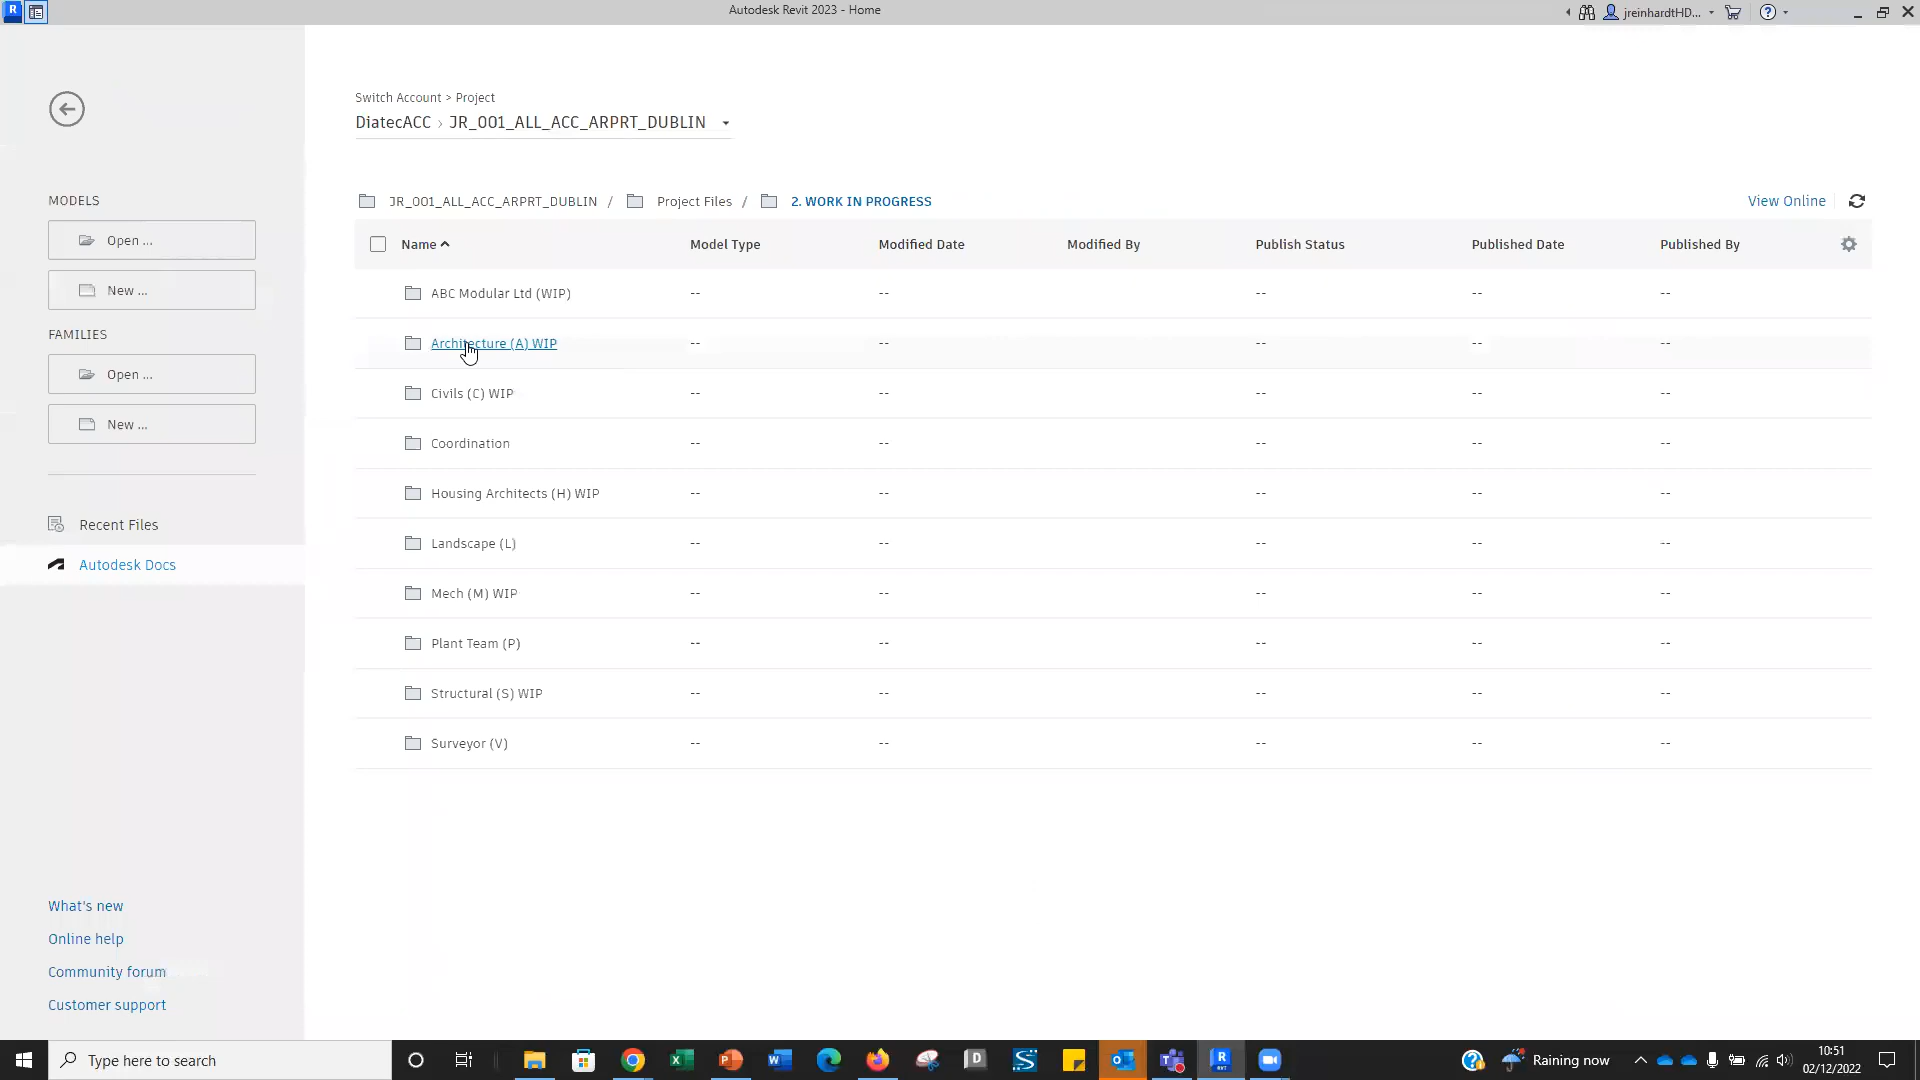 Autodesk Revit 2023 - Home
jreinhardtHD...
Switch Account > Project
DiatecACC › JR_001_ALL_ACC_ARPRT_DUBLIN
MODELS
Open ...
New ...
FAMILIES
Open ...
New ...
Recent Files
Autodesk Docs
What's new
Online help
Community forum
Customer support
JR_001_ALL_ACC_ARPRT_DUBLIN / Project Files / 2. WORK IN PROGRESS
View Online
Name Model Type Modified Date Modified By Publish Status Published Date Published By
ABC Modular Ltd (WIP) -- -- -- -- --
Architecture (A) WIP -- -- -- -- --
Civils (C) WIP -- -- -- -- --
Coordination -- -- -- -- --
Housing Architects (H) WIP -- -- -- -- --
Landscape (L) -- -- -- -- --
Mech (M) WIP -- -- -- -- --
Plant Team (P) -- -- -- -- --
Structural (S) WIP -- -- -- -- --
Surveyor (V) -- -- -- -- --
Type here to search
Raining now
10:51
02/12/2022